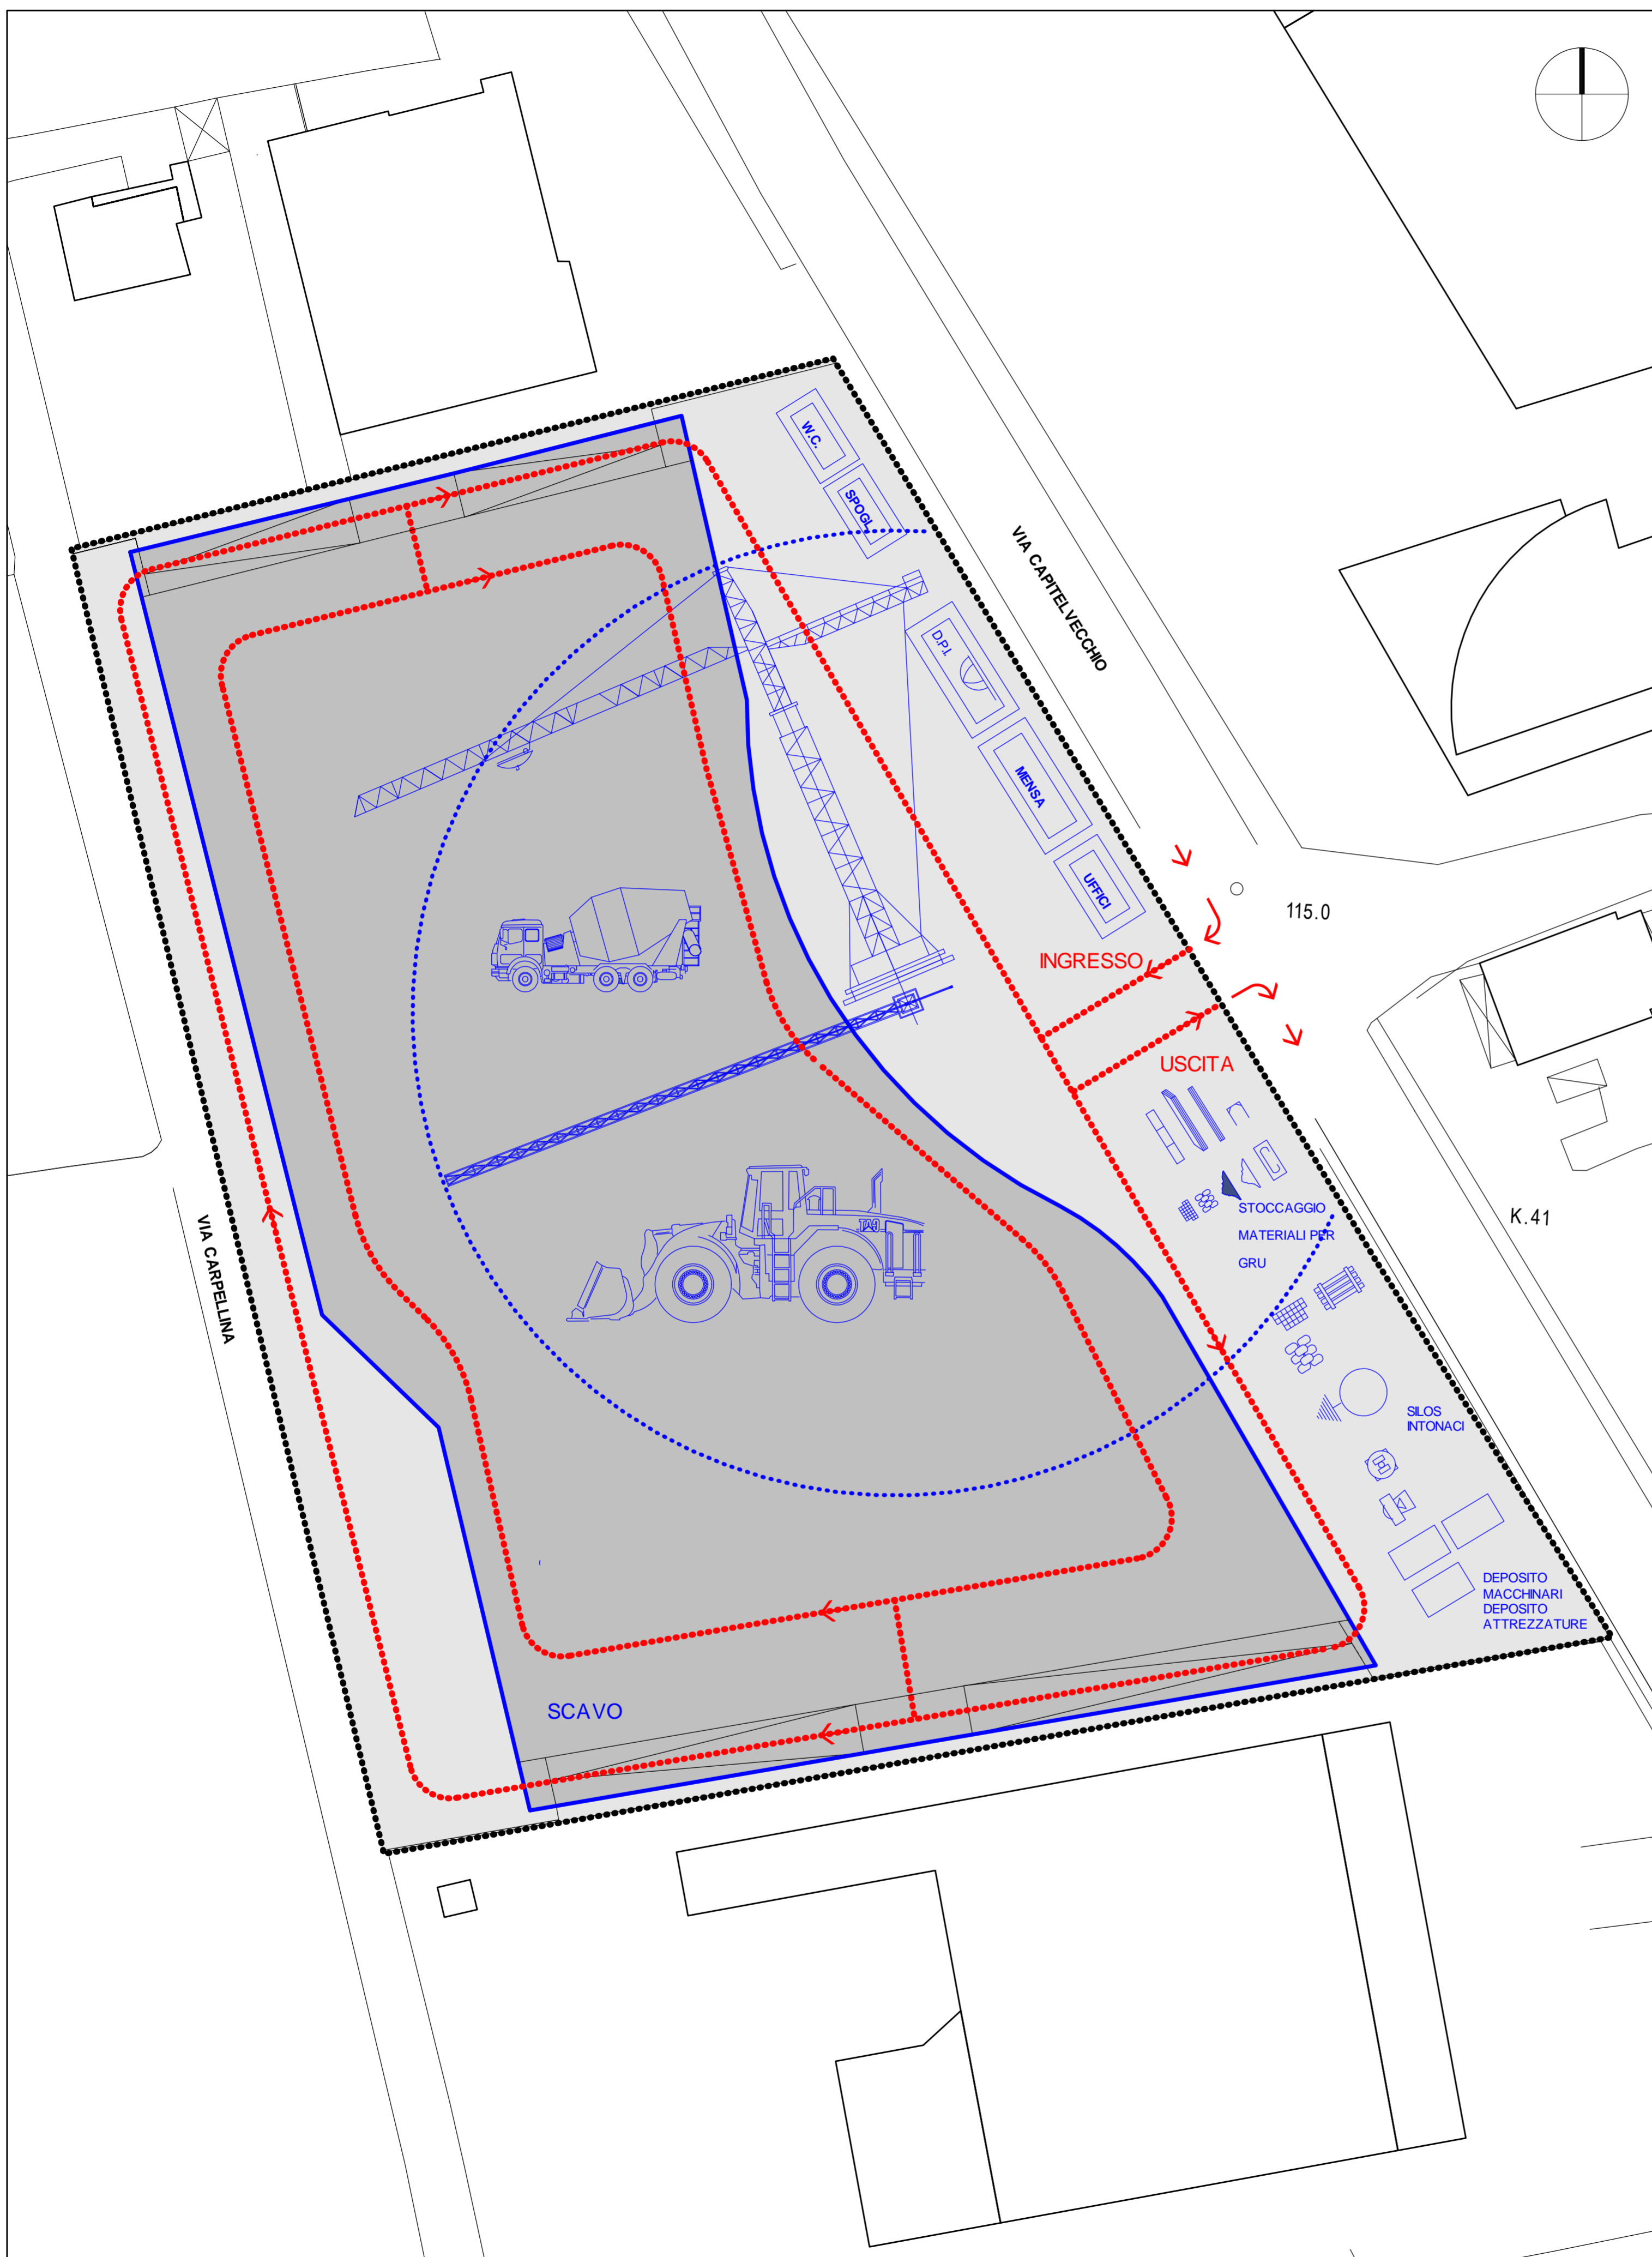 W.C.
SPOGL.
VIA CAPITELVECCHIO
D.P.I.
MENSA
UFFICI
115.0
INGRESSO
USCITA
STOCCAGGIO
MATERIALI PER
GRU
K.41
CAT
VIA CARPELLINA
SILOS
INTONACI
DEPOSITO
MACCHINARI
DEPOSITO
ATTREZZATURE
SCAVO